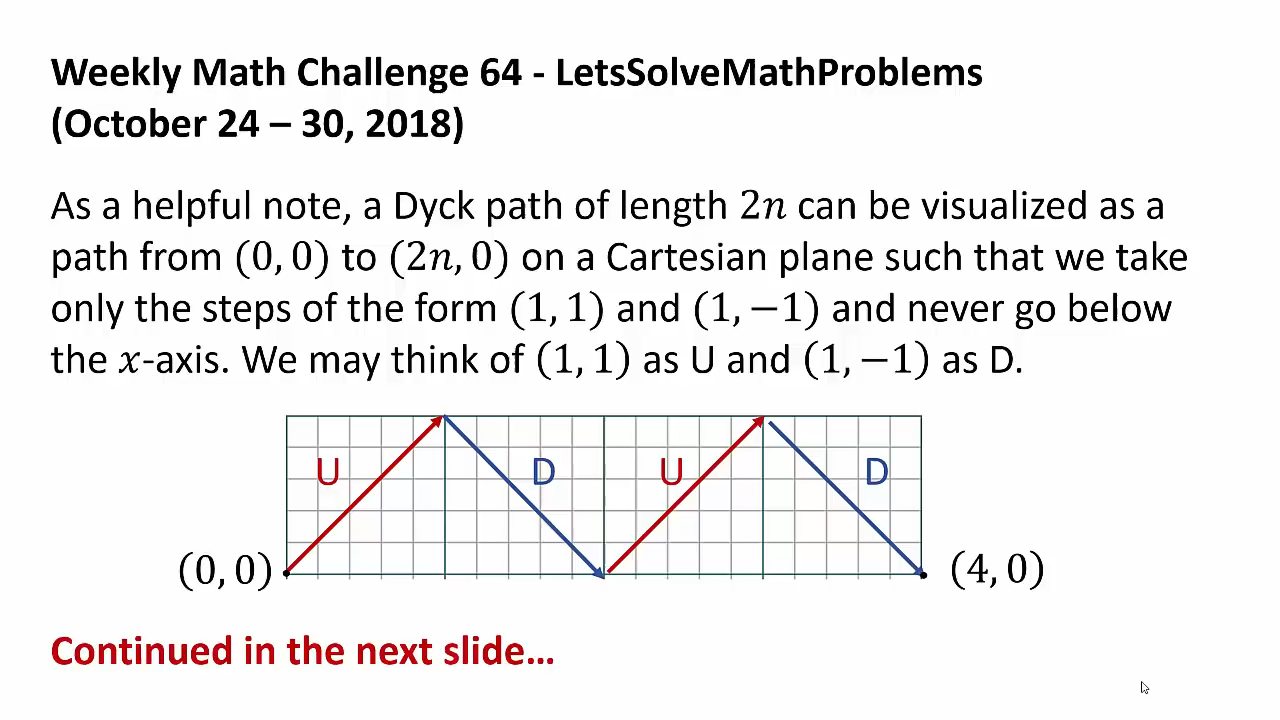 Weekly Math Challenge 64 - LetsSolveMathProblems
(October 24 – 30, 2018)
As a helpful note, a Dyck path of length 2n can be visualized as a
path from (0, 0) to (2n, 0) on a Cartesian plane such that we take
only the steps of the form (1, 1) and (1, −1) and never go below
the x-axis. We may think of (1, 1) as U and (1, −1) as D.
U D U D
(0, 0) (4, 0)
Continued in the next slide…